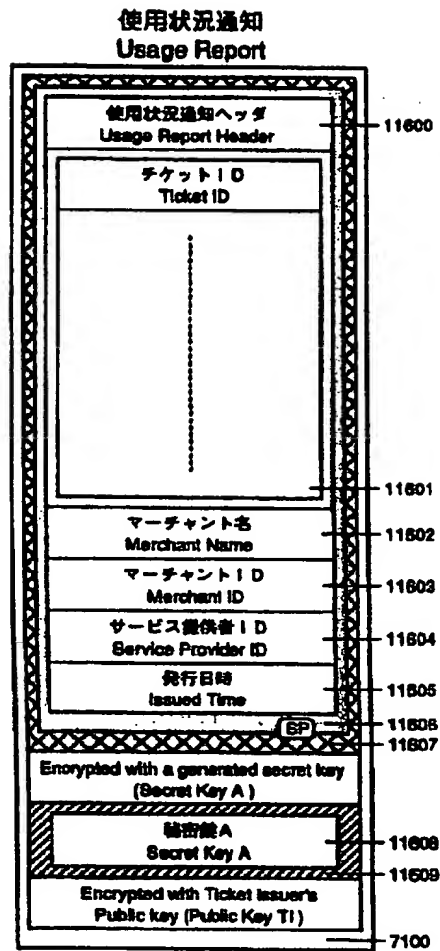 使用状況通知
Usage Report
使用状況通知ヘッダ
Usage Report Header
11600
チケットID
Ticket ID
11601
マーチャント名
Merchant Name
11602
マーチャントID
Merchant ID
11603
サービス提供者ID
Service Provider ID
11604
発行日時
Issued Time
11605
SP
11606
11607
Encrypted with a generated secret key
(Secret Key A)
秘密鍵A
Secret Key A
11608
11609
Encrypted with Ticket Issuer's
Public key (Public Key TI)
7100